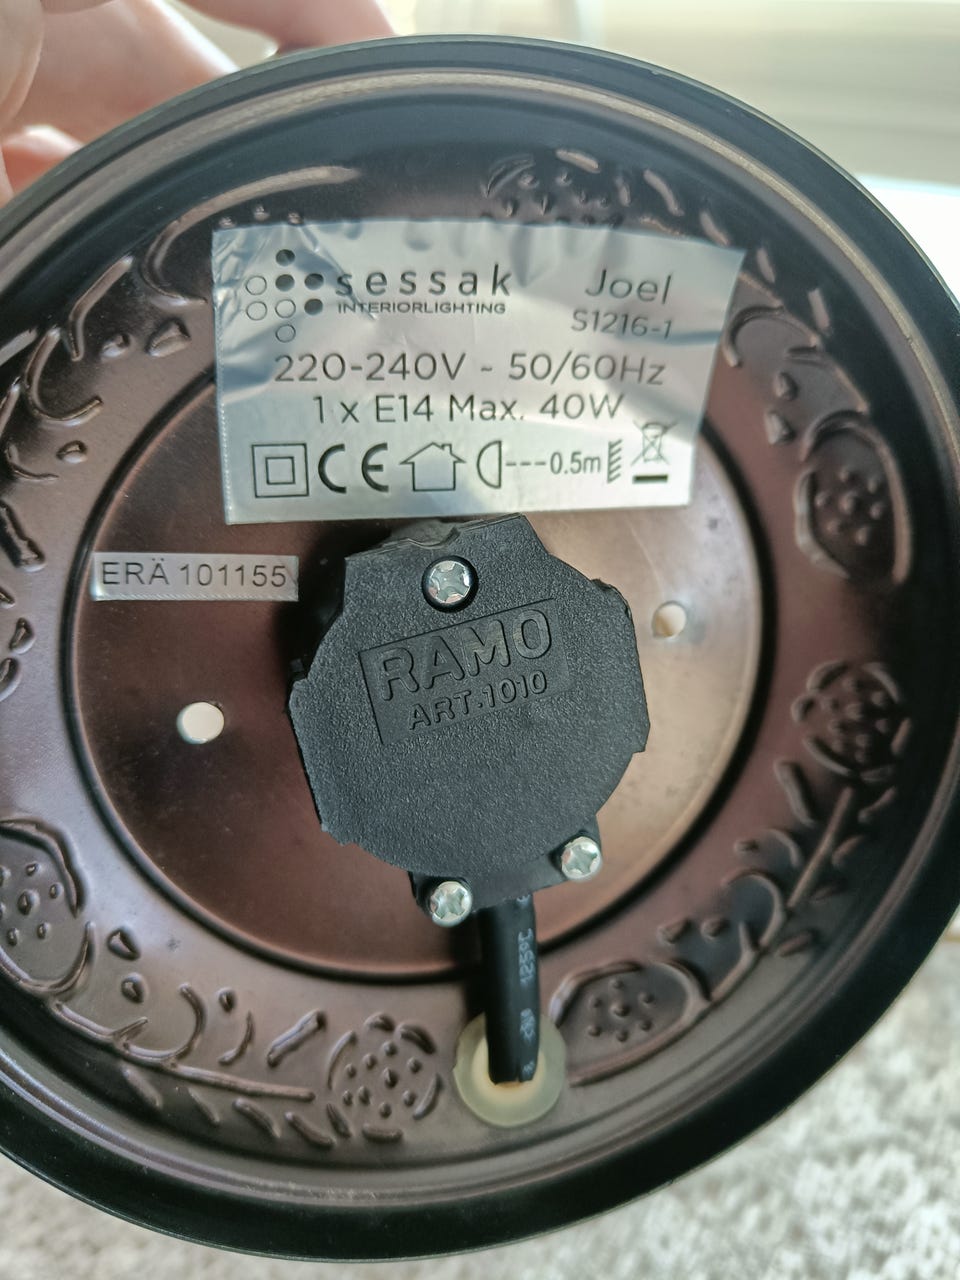 sessak
INTERIORLIGHTING
Joel
S1216-1
220-240V ~ 50/60Hz
1 x E14 Max. 40W
CE
0.5m
ERÄ 101155
RAMO
ART.1010
125°C